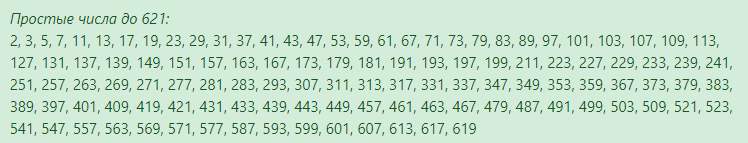 Простые числа до 621:
2, 3, 5, 7, 11, 13, 17, 19, 23, 29, 31, 37, 41, 43, 47, 53, 59, 61, 67, 71, 73, 79, 83, 89, 97, 101, 103, 107, 109, 113,
127, 131, 137, 139, 149, 151, 157, 163, 167, 173, 179, 181, 191, 193, 197, 199, 211, 223, 227, 229, 233, 239, 241,
251, 257, 263, 269, 271, 277, 281, 283, 293, 307, 311, 313, 317, 331, 337, 347, 349, 353, 359, 367, 373, 379, 383,
389, 397, 401, 409, 419, 421, 431, 433, 439, 443, 449, 457, 461, 463, 467, 479, 487, 491, 499, 503, 509, 521, 523,
541, 547, 557, 563, 569, 571, 577, 587, 593, 599, 601, 607, 613, 617, 619